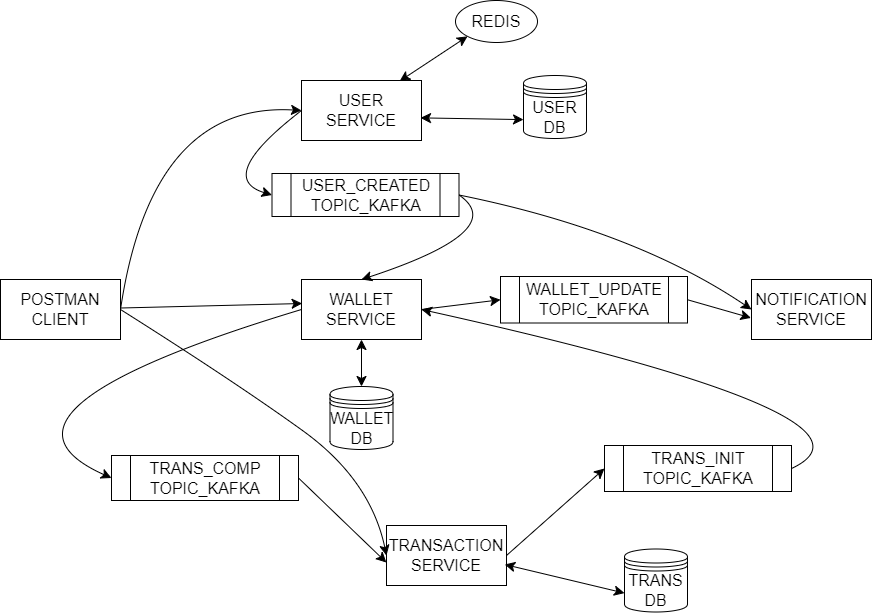 REDIS
USER
SERVICE
USER
DB
USER_CREATED
TOPIC_KAFKA
POSTMAN
CLIENT
WALLET
SERVICE
WALLET_UPDATE
TOPIC_KAFKA
NOTIFICATION
SERVICE
WALLET
DB
TRANS_COMP
TOPIC_KAFKA
TRANS_INIT
TOPIC_KAFKA
TRANSACTION
SERVICE
TRANS
DB